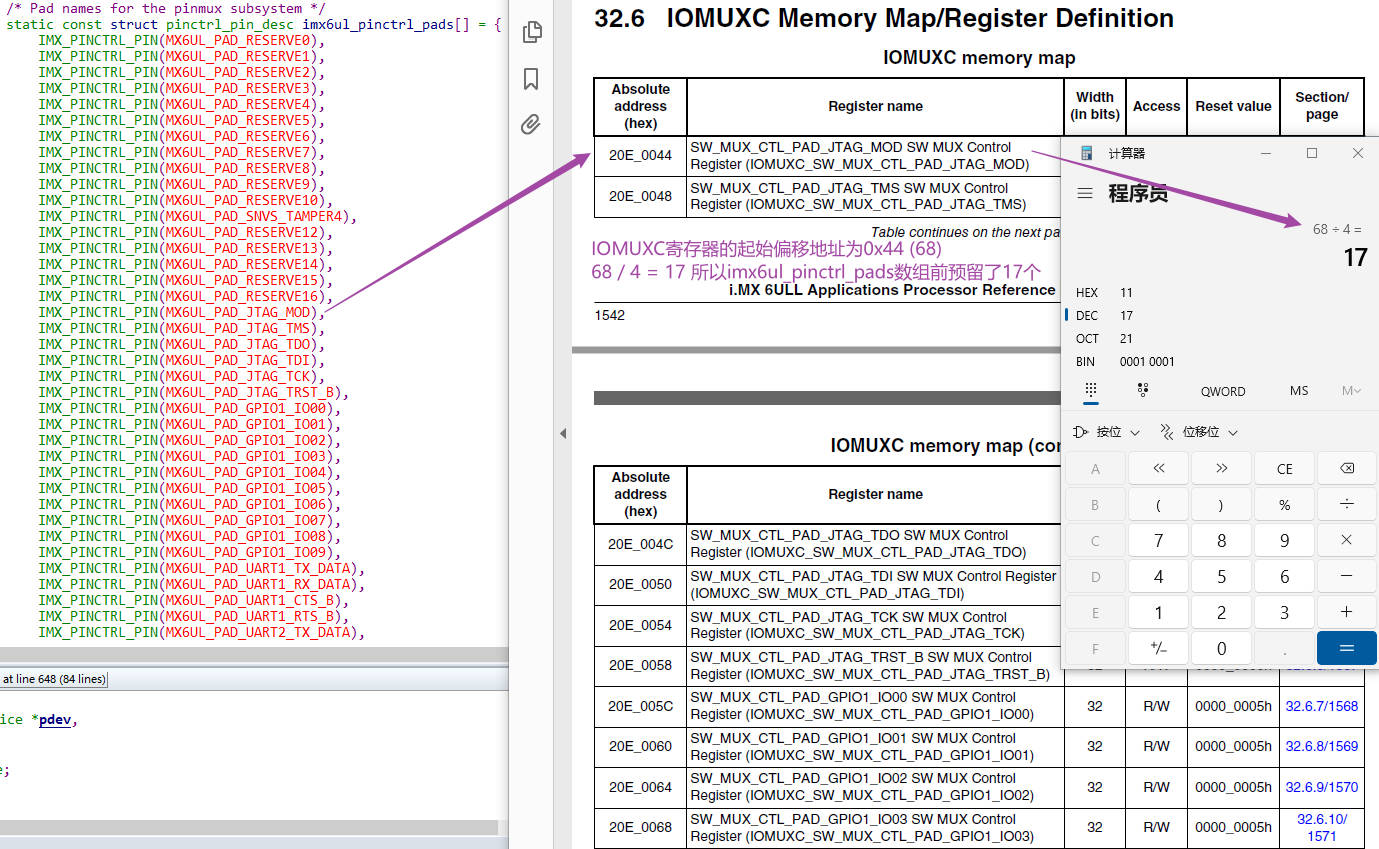 /* Pad names for the pinmux subsystem */
static const struct pinctrl_pin_desc imx6ul_pinctrl_pads[] = {
IMX_PINCTRL_PIN(MX6UL_PAD_RESERVE0),
IMX_PINCTRL_PIN(MX6UL_PAD_RESERVE1),
IMX_PINCTRL_PIN(MX6UL_PAD_RESERVE2),
IMX_PINCTRL_PIN(MX6UL_PAD_RESERVE3),
IMX_PINCTRL_PIN(MX6UL_PAD_RESERVE4),
IMX_PINCTRL_PIN(MX6UL_PAD_RESERVE5),
IMX_PINCTRL_PIN(MX6UL_PAD_RESERVE6),
IMX_PINCTRL_PIN(MX6UL_PAD_RESERVE7),
IMX_PINCTRL_PIN(MX6UL_PAD_RESERVE8),
IMX_PINCTRL_PIN(MX6UL_PAD_RESERVE9),
IMX_PINCTRL_PIN(MX6UL_PAD_RESERVE10),
IMX_PINCTRL_PIN(MX6UL_PAD_SNVS_TAMPER4),
IMX_PINCTRL_PIN(MX6UL_PAD_RESERVE12),
IMX_PINCTRL_PIN(MX6UL_PAD_RESERVE13),
IMX_PINCTRL_PIN(MX6UL_PAD_RESERVE14),
IMX_PINCTRL_PIN(MX6UL_PAD_RESERVE15),
IMX_PINCTRL_PIN(MX6UL_PAD_RESERVE16),
IMX_PINCTRL_PIN(MX6UL_PAD_JTAG_MOD),
IMX_PINCTRL_PIN(MX6UL_PAD_JTAG_TMS),
IMX_PINCTRL_PIN(MX6UL_PAD_JTAG_TDO),
IMX_PINCTRL_PIN(MX6UL_PAD_JTAG_TDI),
IMX_PINCTRL_PIN(MX6UL_PAD_JTAG_TCK),
IMX_PINCTRL_PIN(MX6UL_PAD_JTAG_TRST_B),
IMX_PINCTRL_PIN(MX6UL_PAD_GPIO1_IO00),
IMX_PINCTRL_PIN(MX6UL_PAD_GPIO1_IO01),
IMX_PINCTRL_PIN(MX6UL_PAD_GPIO1_IO02),
IMX_PINCTRL_PIN(MX6UL_PAD_GPIO1_IO03),
IMX_PINCTRL_PIN(MX6UL_PAD_GPIO1_IO04),
IMX_PINCTRL_PIN(MX6UL_PAD_GPIO1_IO05),
IMX_PINCTRL_PIN(MX6UL_PAD_GPIO1_IO06),
IMX_PINCTRL_PIN(MX6UL_PAD_GPIO1_IO07),
IMX_PINCTRL_PIN(MX6UL_PAD_GPIO1_IO08),
IMX_PINCTRL_PIN(MX6UL_PAD_GPIO1_IO09),
IMX_PINCTRL_PIN(MX6UL_PAD_UART1_TX_DATA),
IMX_PINCTRL_PIN(MX6UL_PAD_UART1_RX_DATA),
IMX_PINCTRL_PIN(MX6UL_PAD_UART1_CTS_B),
IMX_PINCTRL_PIN(MX6UL_PAD_UART1_RTS_B),
IMX_PINCTRL_PIN(MX6UL_PAD_UART2_TX_DATA),
at line 648 (84 lines)
ice *pdev,
e;
32.6 IOMUXC Memory Map/Register Definition
IOMUXC memory map
Absolute address (hex) Register name Width (in bits) Access Reset value Section/ page
20E_0044 SW_MUX_CTL_PAD_JTAG_MOD SW MUX Control
Register (IOMUXC_SW_MUX_CTL_PAD_JTAG_MOD)
20E_0048 SW_MUX_CTL_PAD_JTAG_TMS SW MUX Control
Register (IOMUXC_SW_MUX_CTL_PAD_JTAG_TMS)
Table continues on the next pa
IOMUXC寄存器的起始偏移地址为0x44 (68)
68 / 4 = 17 所以imx6ul_pinctrl_pads数组前预留了17个
i.MX 6ULL Applications Processor Reference
1542
IOMUXC memory map (cor
Absolute address (hex) Register name
20E_004C SW_MUX_CTL_PAD_JTAG_TDO SW MUX Control
Register (IOMUXC_SW_MUX_CTL_PAD_JTAG_TDO)
20E_0050 SW_MUX_CTL_PAD_JTAG_TDI SW MUX Control Register
(IOMUXC_SW_MUX_CTL_PAD_JTAG_TDI)
20E_0054 SW_MUX_CTL_PAD_JTAG_TCK SW MUX Control
Register (IOMUXC_SW_MUX_CTL_PAD_JTAG_TCK)
20E_0058 SW_MUX_CTL_PAD_JTAG_TRST_B SW MUX Control
Register (IOMUXC_SW_MUX_CTL_PAD_JTAG_TRST_B)
20E_005C SW_MUX_CTL_PAD_GPIO1_IO00 SW MUX Control
Register (IOMUXC_SW_MUX_CTL_PAD_GPIO1_IO00) 32 R/W 0000_0005h 32.6.7/1568
20E_0060 SW_MUX_CTL_PAD_GPIO1_IO01 SW MUX Control
Register (IOMUXC_SW_MUX_CTL_PAD_GPIO1_IO01) 32 R/W 0000_0005h 32.6.8/1569
20E_0064 SW_MUX_CTL_PAD_GPIO1_IO02 SW MUX Control
Register (IOMUXC_SW_MUX_CTL_PAD_GPIO1_IO02) 32 R/W 0000_0005h 32.6.9/1570
20E_0068 SW_MUX_CTL_PAD_GPIO1_IO03 SW MUX Control
Register (IOMUXC_SW_MUX_CTL_PAD_GPIO1_IO03) 32 R/W 0000_0005h 32.6.10/
1571
计算器
程序员
68 ÷ 4 =
17
HEX 11
DEC 17
OCT 21
BIN 0001 0001
QWORD MS M
按位 位移位
A << >> CE
B ( ) % ÷
C 7 8 9 ×
D 4 5 6 −
E 1 2 3 +
F +/− 0 . =